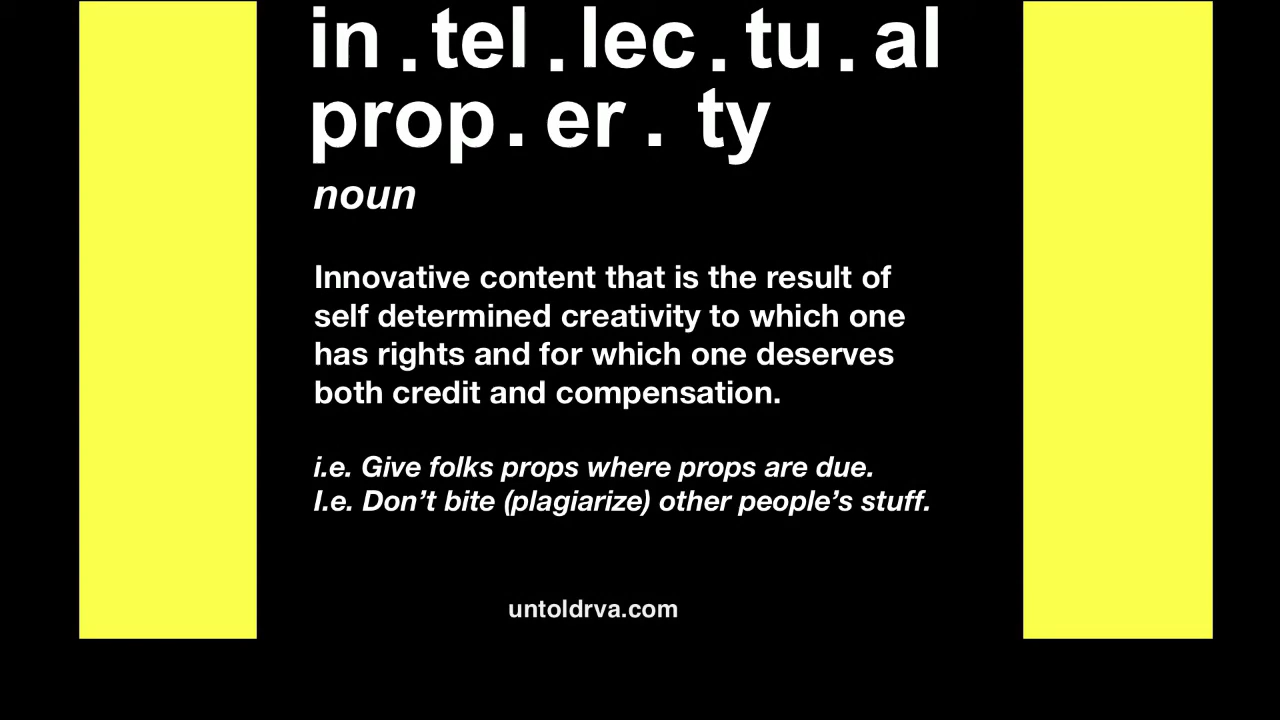 in . tel . lec . tu . al
prop . er . ty
noun
Innovative content that is the result of
self determined creativity to which one
has rights and for which one deserves
both credit and compensation.
i.e. Give folks props where props are due.
I.e. Don’t bite (plagiarize) other people’s stuff.
untoldrva.com